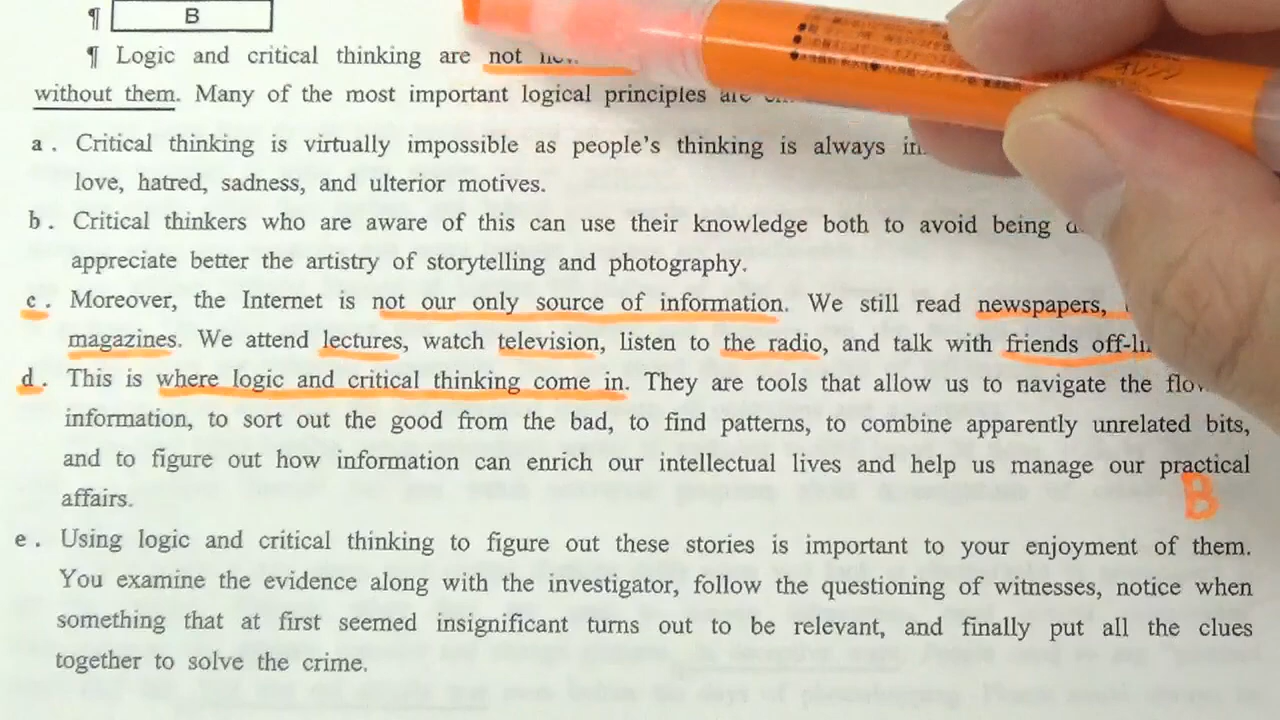 ¶ B
¶ Logic and critical thinking are not
without them. Many of the most important logical principles are
a. Critical thinking is virtually impossible as people's thinking is always
love, hatred, sadness, and ulterior motives.
b. Critical thinkers who are aware of this can use their knowledge both to avoid being
appreciate better the artistry of storytelling and photography.
c. Moreover, the Internet is not our only source of information. We still read newspapers,
magazines. We attend lectures, watch television, listen to the radio, and talk with friends
d. This is where logic and critical thinking come in. They are tools that allow us to navigate the
information, to sort out the good from the bad, to find patterns, to combine apparently unrelated bits,
and to figure out how information can enrich our intellectual lives and help us manage our practical
affairs.
B
e. Using logic and critical thinking to figure out these stories is important to your enjoyment of them.
You examine the evidence along with the investigator, follow the questioning of witnesses, notice when
something that at first seemed insignificant turns out to be relevant, and finally put all the clues
together to solve the crime.